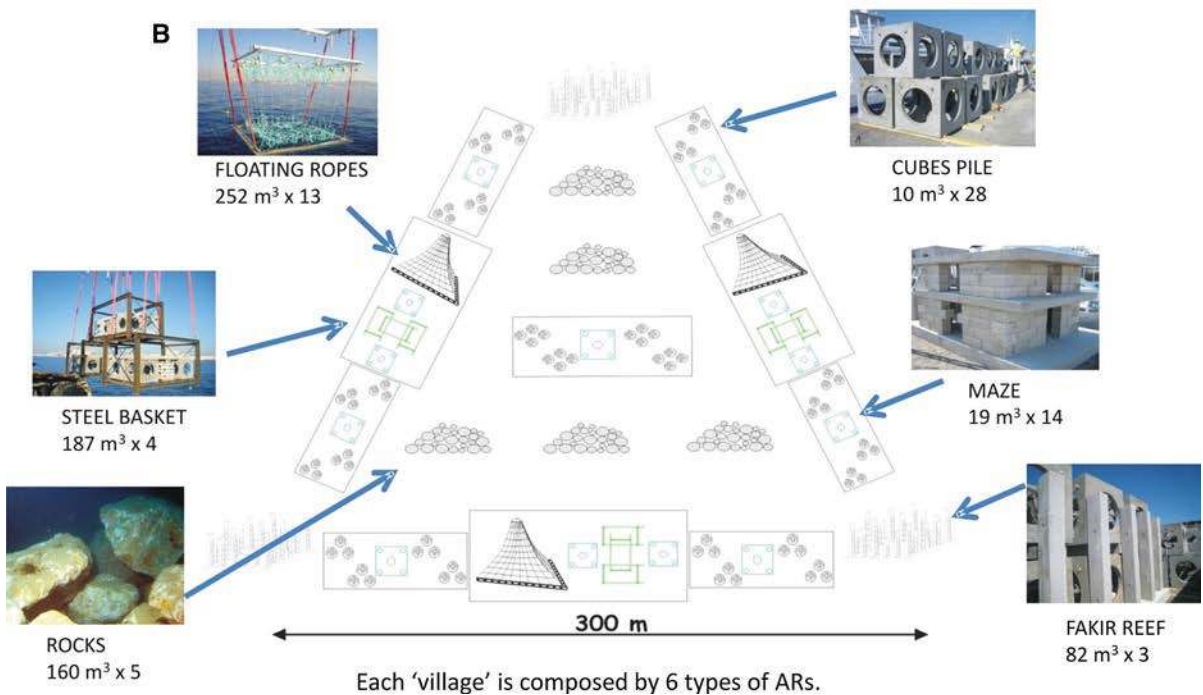 B
FLOATING ROPES
252 m³ x 13
CUBES PILE
10 m³ x 28
STEEL BASKET
187 m³ x 4
MAZE
19 m³ x 14
ROCKS
160 m³ x 5
FAKIR REEF
82 m³ x 3
300 m
Each ‘village’ is composed by 6 types of ARs.